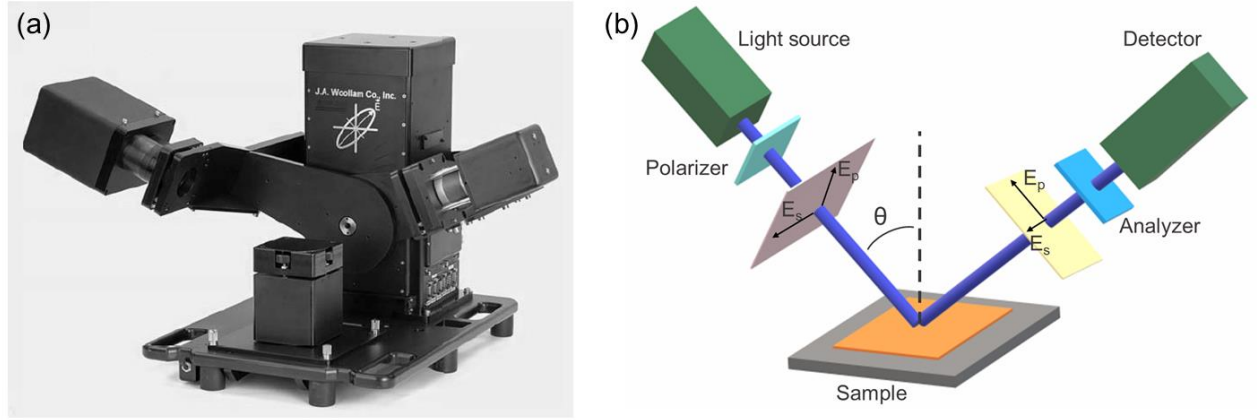 (a)
J.A. Woollam Co., Inc.
(b)
Light source
Detector
Polarizer
Eₚ
Eₛ
θ
Eₚ
Eₛ
Analyzer
Sample